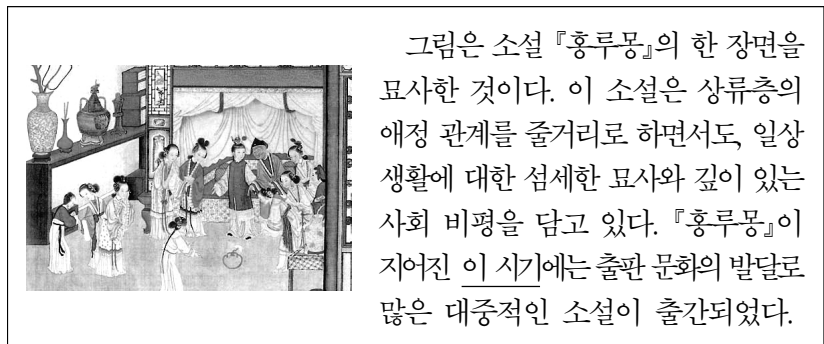 그림은 소설 『홍루몽』의 한 장면을
묘사한 것이다. 이 소설은 상류층의
애정 관계를 줄거리로 하면서도, 일상
생활에 대한 섬세한 묘사와 깊이 있는
사회 비평을 담고 있다. 『홍루몽』이
지어진 이 시기에는 출판 문화의 발달로
많은 대중적인 소설이 출간되었다.